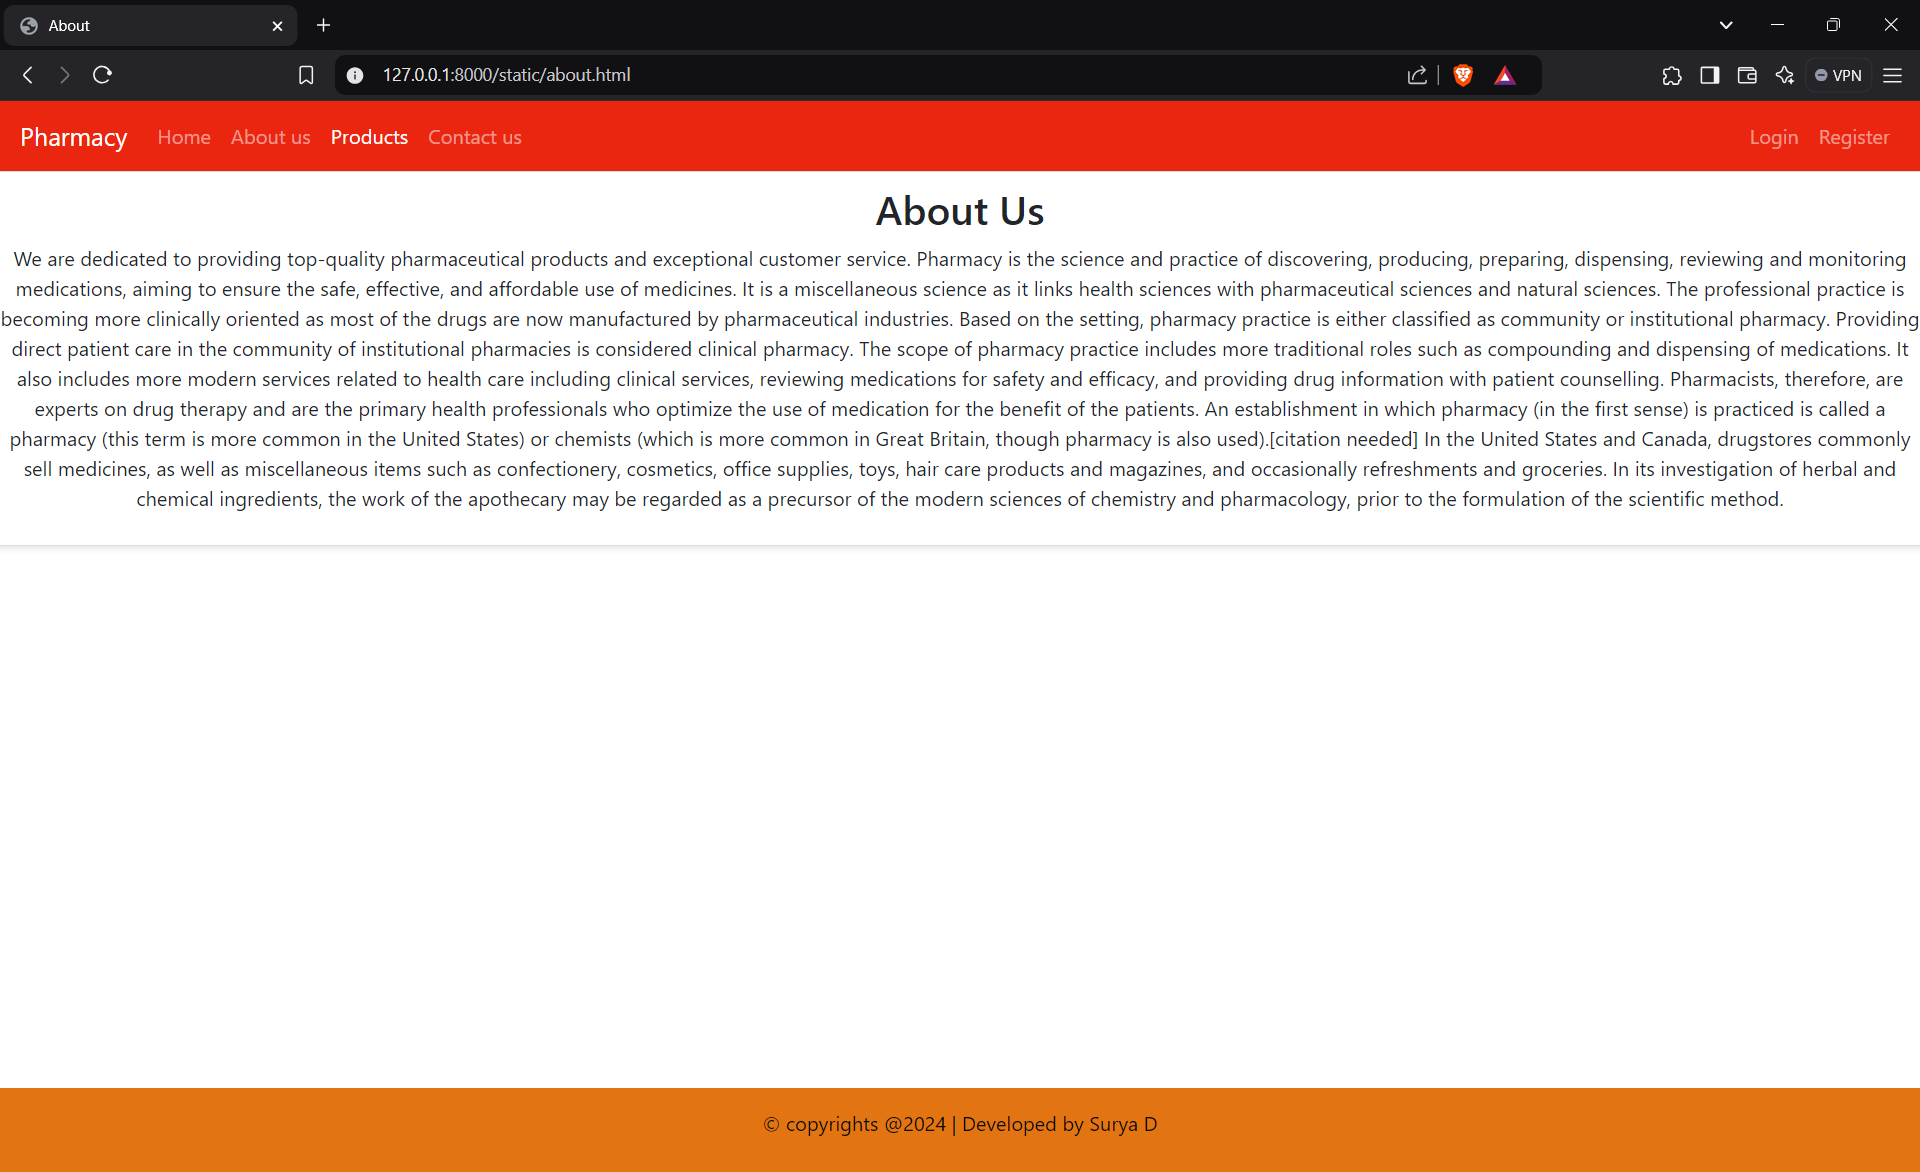 About
127.0.0.1:8000/static/about.html
VPN
Pharmacy Home About us Products Contact us Login Register
About Us
We are dedicated to providing top-quality pharmaceutical products and exceptional customer service. Pharmacy is the science and practice of discovering, producing, preparing, dispensing, reviewing and monitoring
medications, aiming to ensure the safe, effective, and affordable use of medicines. It is a miscellaneous science as it links health sciences with pharmaceutical sciences and natural sciences. The professional practice is
becoming more clinically oriented as most of the drugs are now manufactured by pharmaceutical industries. Based on the setting, pharmacy practice is either classified as community or institutional pharmacy. Providing
direct patient care in the community of institutional pharmacies is considered clinical pharmacy. The scope of pharmacy practice includes more traditional roles such as compounding and dispensing of medications. It
also includes more modern services related to health care including clinical services, reviewing medications for safety and efficacy, and providing drug information with patient counselling. Pharmacists, therefore, are
experts on drug therapy and are the primary health professionals who optimize the use of medication for the benefit of the patients. An establishment in which pharmacy (in the first sense) is practiced is called a
pharmacy (this term is more common in the United States) or chemists (which is more common in Great Britain, though pharmacy is also used).[citation needed] In the United States and Canada, drugstores commonly
sell medicines, as well as miscellaneous items such as confectionery, cosmetics, office supplies, toys, hair care products and magazines, and occasionally refreshments and groceries. In its investigation of herbal and
chemical ingredients, the work of the apothecary may be regarded as a precursor of the modern sciences of chemistry and pharmacology, prior to the formulation of the scientific method.
© copyrights @2024 | Developed by Surya D